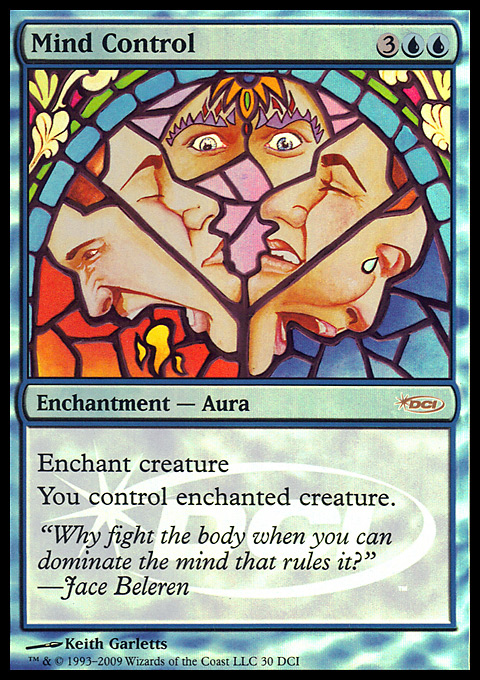 Mind Control 3
Enchantment — Aura DCI
Enchant creature
You control enchanted creature.
“Why fight the body when you can
dominate the mind that rules it?”
—Jace Beleren
DCI
Keith Garletts
™ & © 1993–2009 Wizards of the Coast LLC 30 DCI